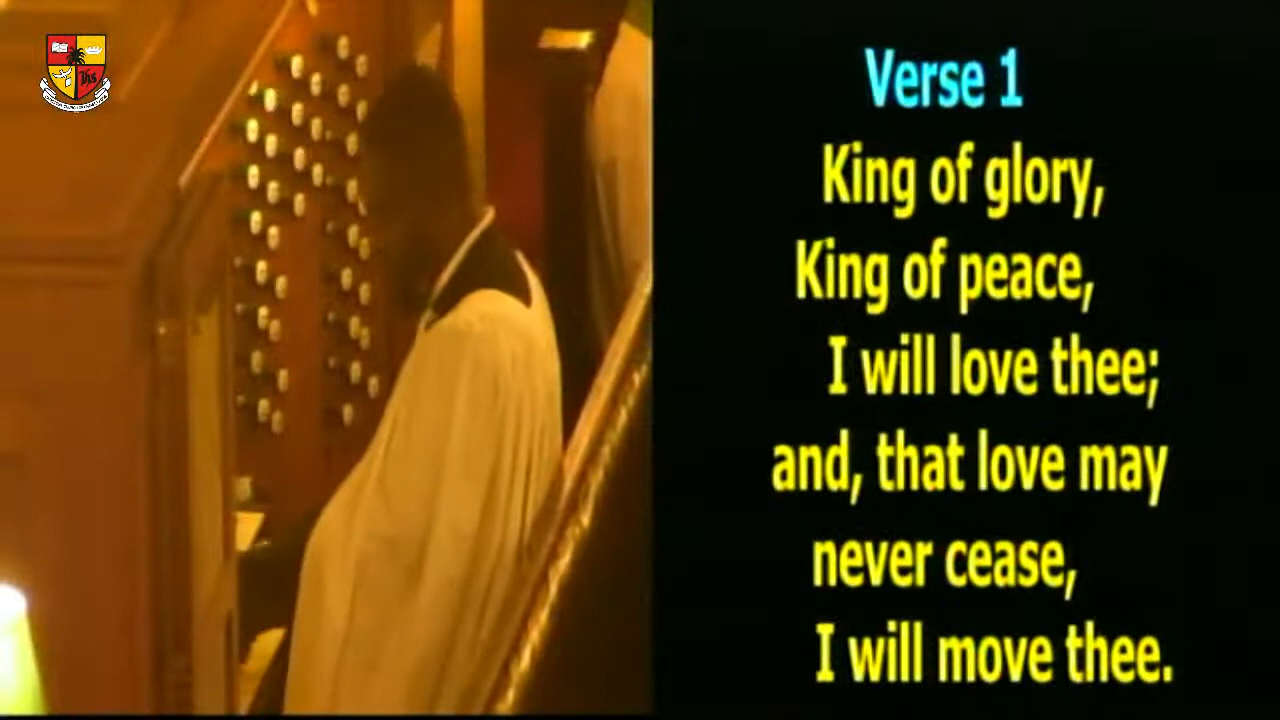 Verse 1
King of glory,
King of peace,
I will love thee;
and, that love may
never cease,
I will move thee.